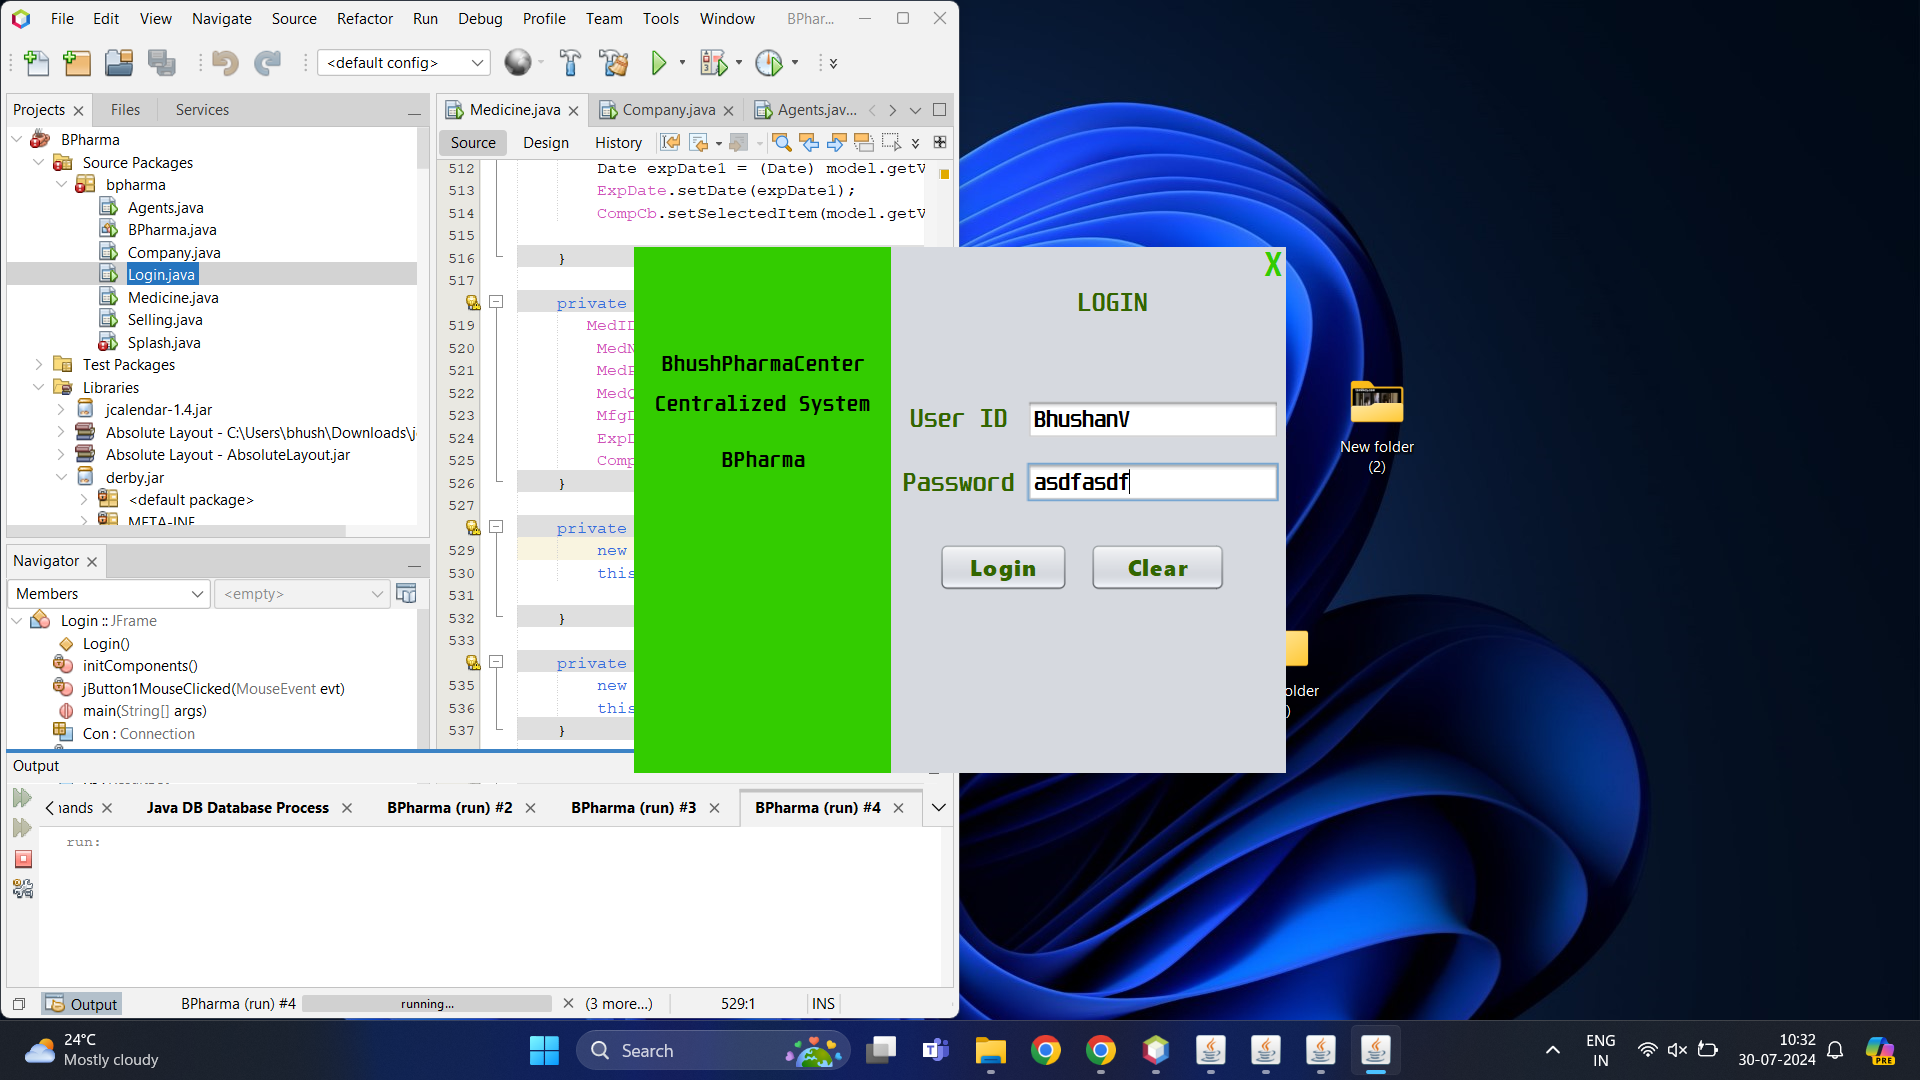 File Edit View Navigate Source Refactor Run Debug Profile Team Tools Window BPhar...
<default config>
Projects Files Services
BPharma
Source Packages
bpharma
Agents.java
BPharma.java
Company.java
Login.java
Medicine.java
Selling.java
Splash.java
Test Packages
Libraries
jcalendar-1.4.jar
Absolute Layout - C:\Users\bhush\Downloads\j
Absolute Layout - AbsoluteLayout.jar
derby.jar
<default package>
META-INF
Navigator
Members <empty>
Login :: JFrame
Login()
initComponents()
jButton1MouseClicked(MouseEvent evt)
main(String[] args)
Con : Connection
Medicine.java Company.java Agents.jav...
Source Design History
512 Date expDate1 = (Date) model.getV
513 ExpDate.setDate(expDate1);
514 CompCb.setSelectedItem(model.getV
515
516 }
517
private
519 MedID
520 MedN
521 MedP
522 MedQ
523 MfgD
524 ExpD
525 Comp
526 }
527
private
529 new
530 this
531
532 }
533
private
535 new
536 this
537 }
BhushPharmaCenter
Centralized System
BPharma
X
LOGIN
User ID BhushanV
Password asdfasdf
Login Clear
Output
ands Java DB Database Process BPharma (run) #2 BPharma (run) #3 BPharma (run) #4
run:
Output BPharma (run) #4 running... (3 more...) 529:1 INS
New folder
(2)
older
)
24°C
Mostly cloudy
Search
ENG
IN
10:32
30-07-2024
PRE